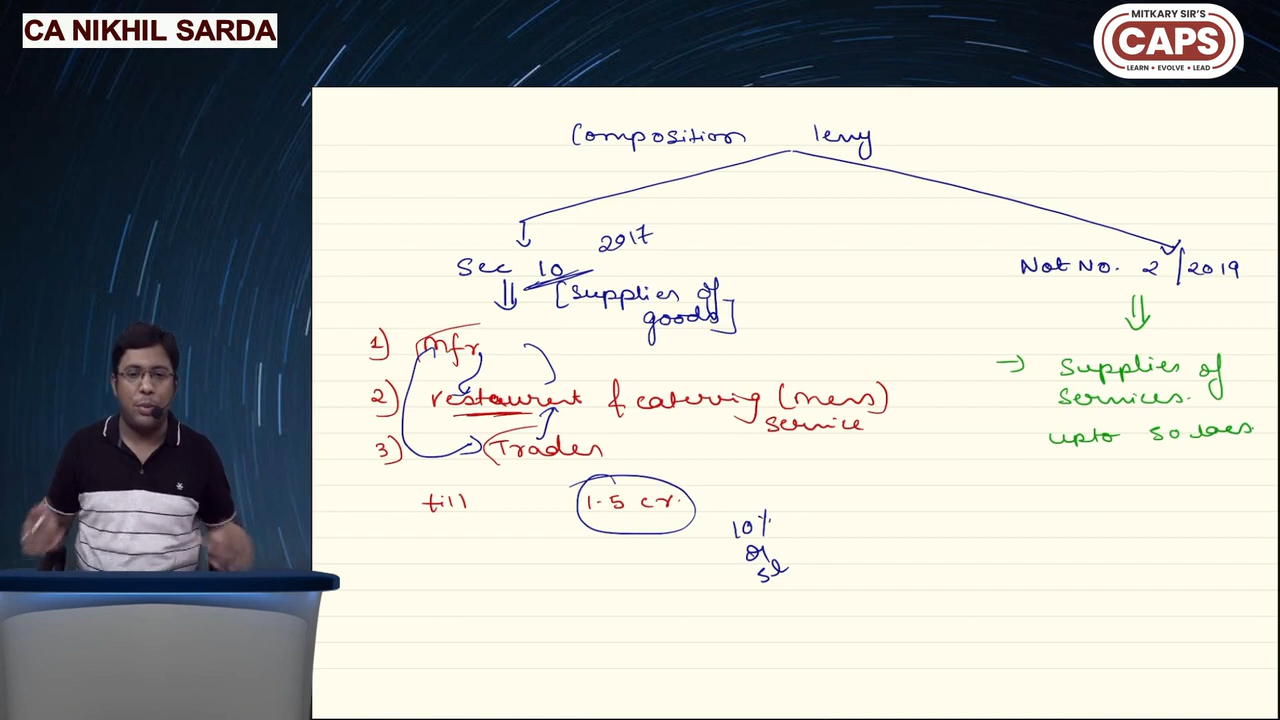 CA NIKHIL SARDA
MITKARY SIR'S
CAPS
LEARN • EVOLVE • LEAD
Composition levy
Sec 10 2017
[Supplies of
goods]
1) Mfr
2) restaurent & catering (mess)
service
3) Trader
till 1.5 cr.
10%
or
5l
Not No. 2/2019
→ Supplies of
Services.
upto 50 lacs